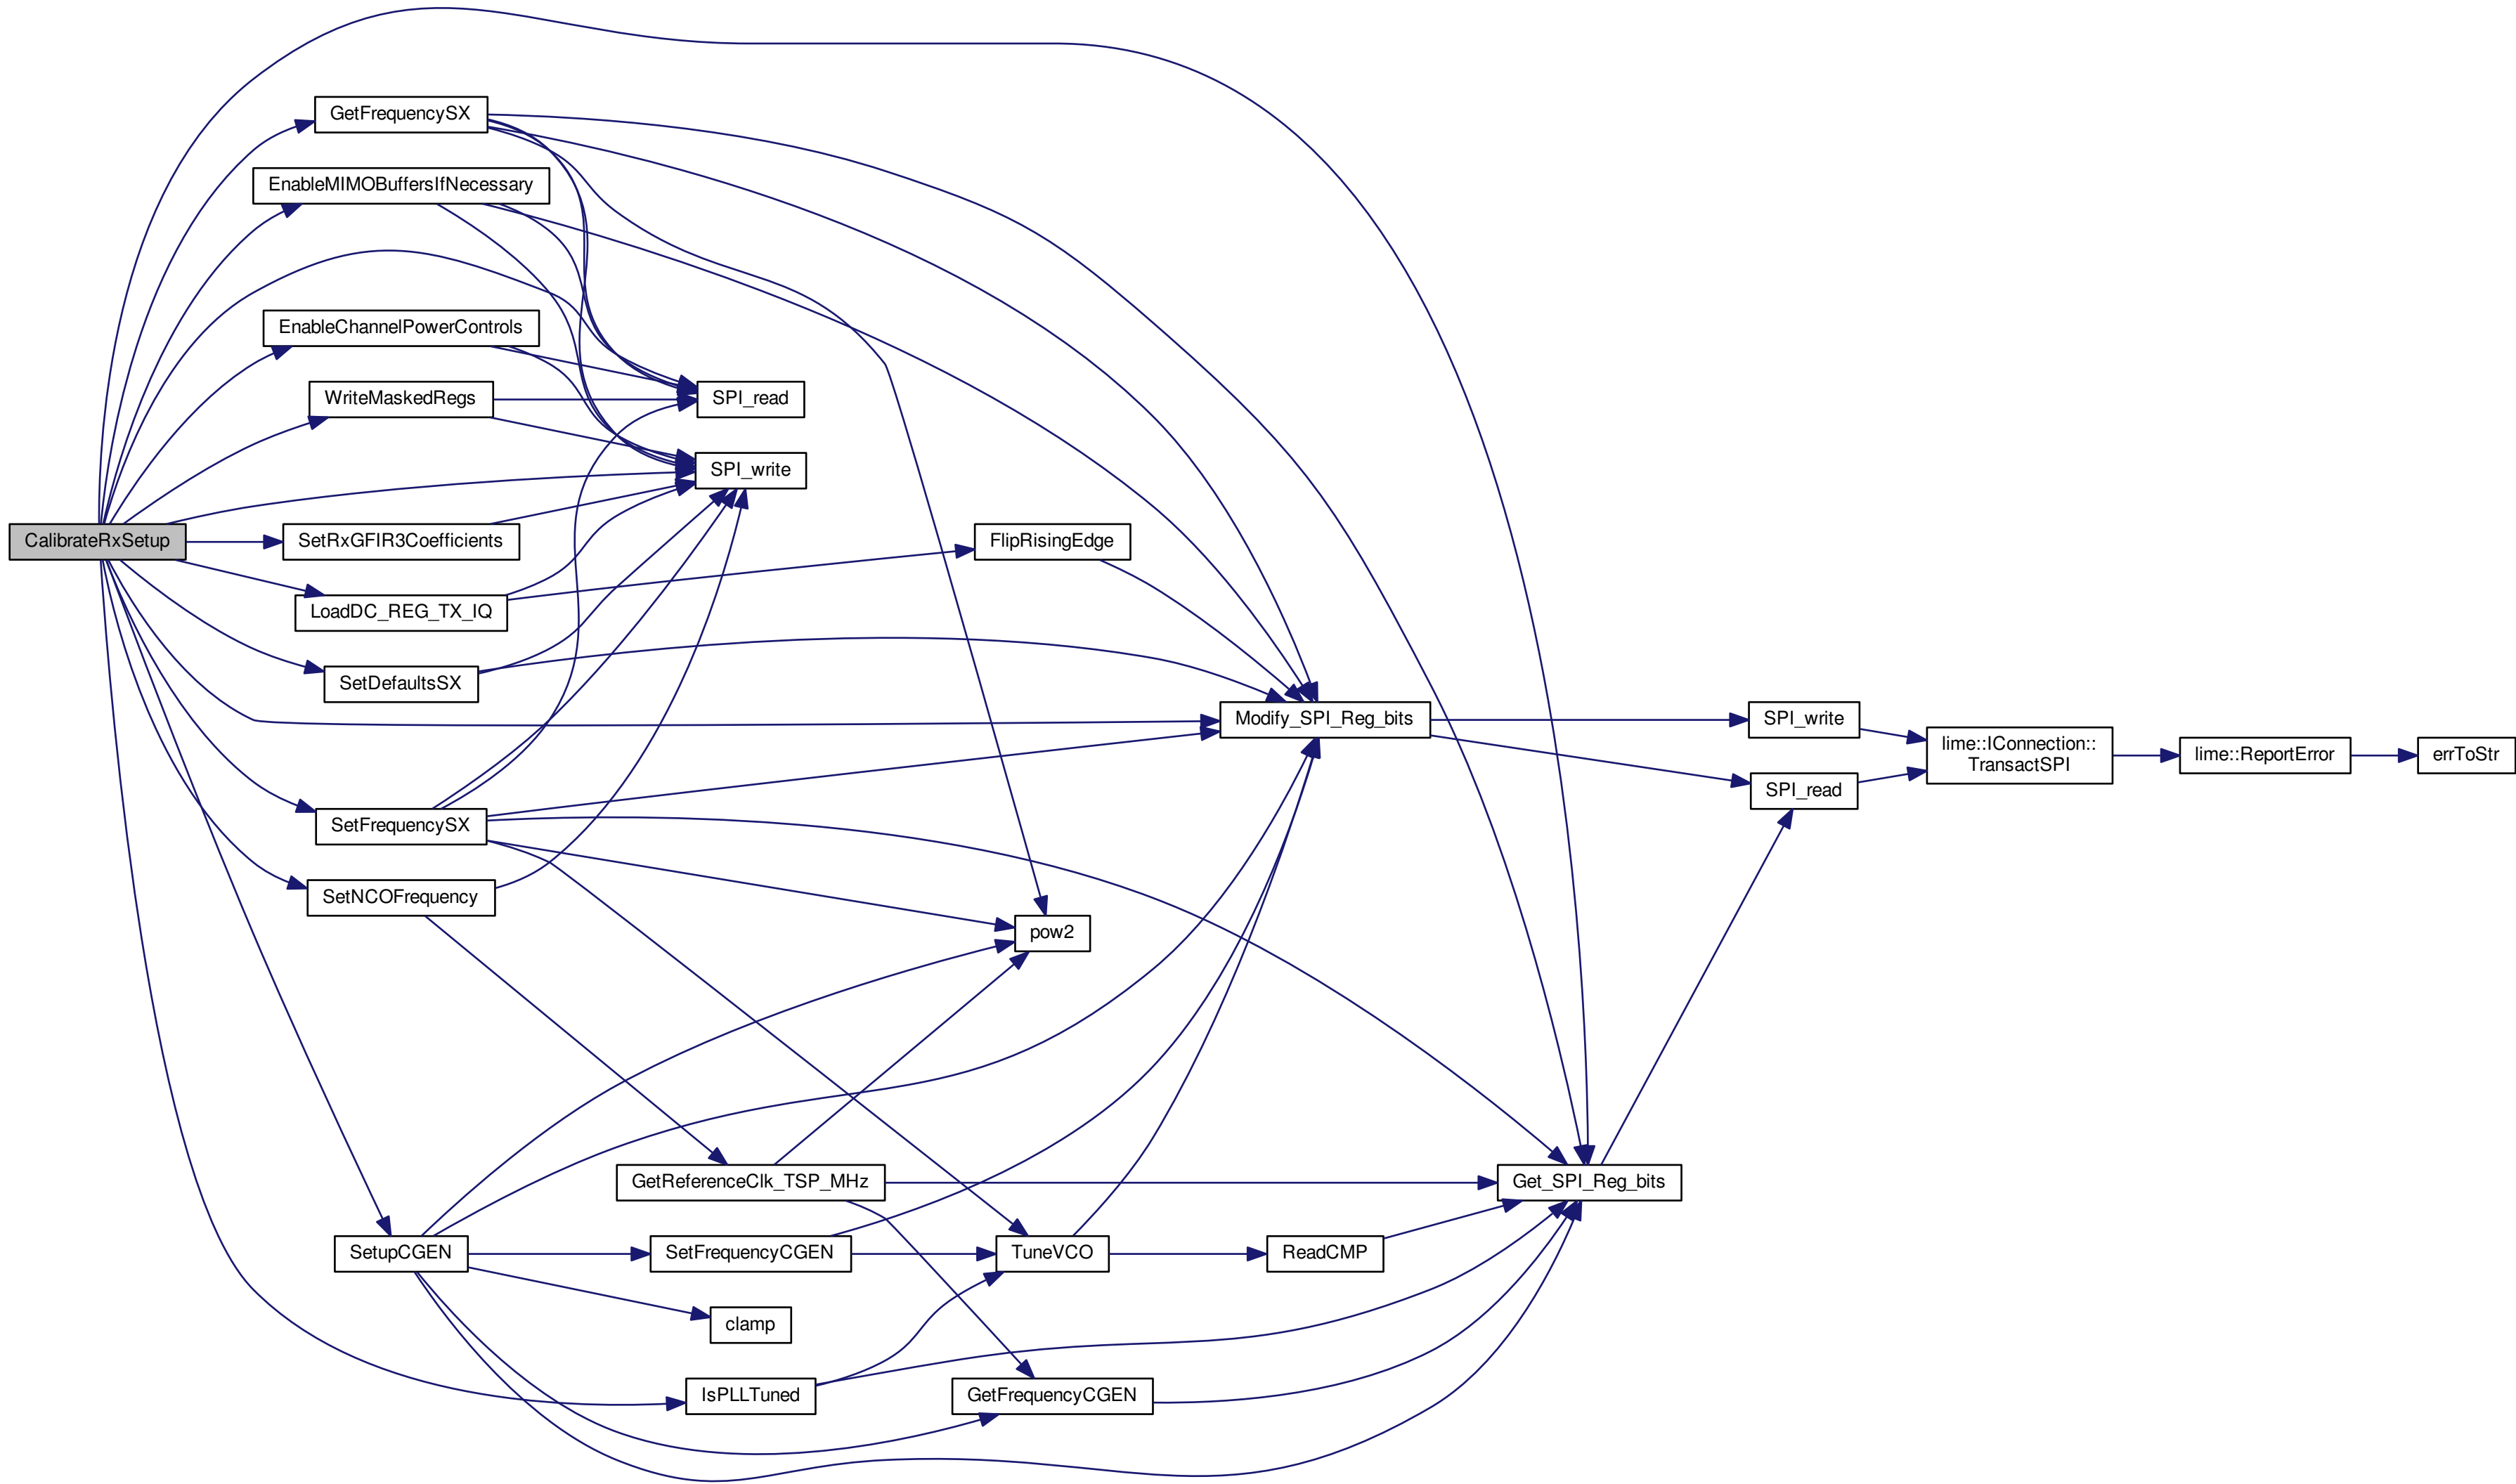 GetFrequencySX
EnableMIMOBuffersIfNecessary
EnableChannelPowerControls
WriteMaskedRegs
SPI_read
SPI_write
CalibrateRxSetup
SetRxGFIR3Coefficients
FlipRisingEdge
LoadDC_REG_TX_IQ
SetDefaultsSX
Modify_SPI_Reg_bits
SPI_write
lime::IConnection::
TransactSPI
lime::ReportError
errToStr
SPI_read
SetFrequencySX
SetNCOFrequency
pow2
GetReferenceClk_TSP_MHz
Get_SPI_Reg_bits
SetupCGEN
SetFrequencyCGEN
TuneVCO
ReadCMP
clamp
IsPLLTuned
GetFrequencyCGEN